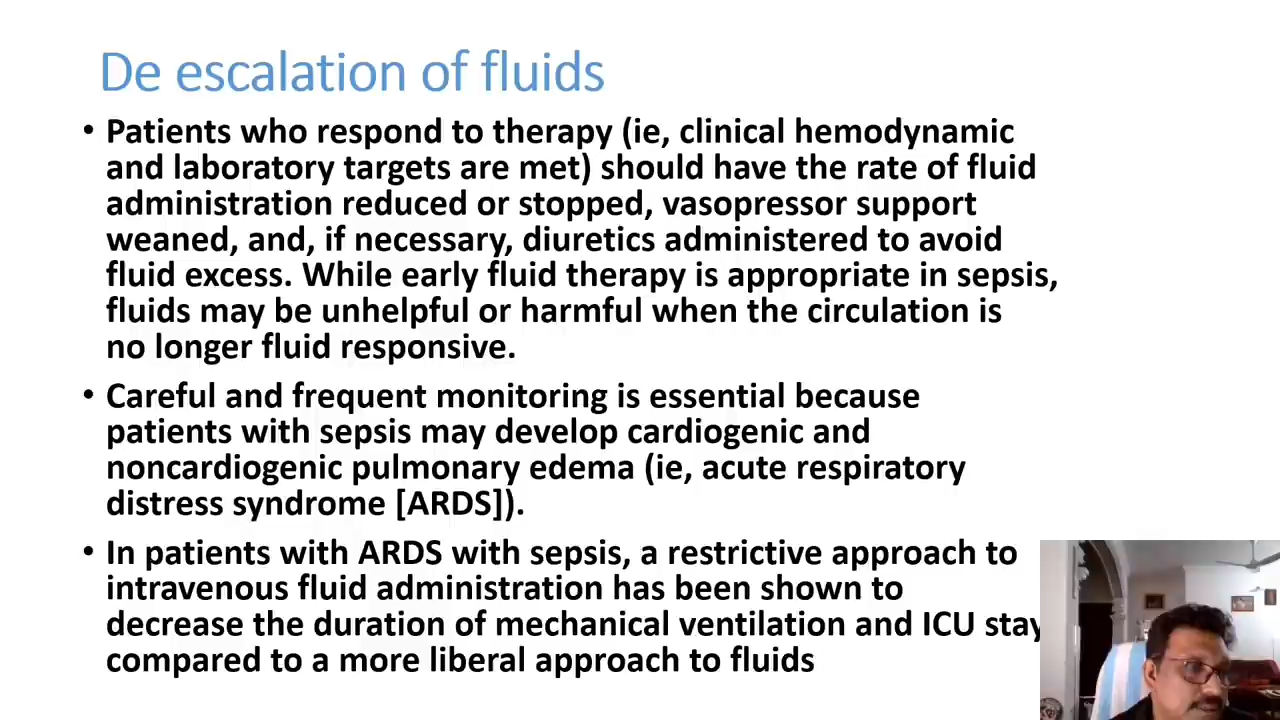 De escalation of fluids
• Patients who respond to therapy (ie, clinical hemodynamic
and laboratory targets are met) should have the rate of fluid
administration reduced or stopped, vasopressor support
weaned, and, if necessary, diuretics administered to avoid
fluid excess. While early fluid therapy is appropriate in sepsis,
fluids may be unhelpful or harmful when the circulation is
no longer fluid responsive.
• Careful and frequent monitoring is essential because
patients with sepsis may develop cardiogenic and
noncardiogenic pulmonary edema (ie, acute respiratory
distress syndrome [ARDS]).
• In patients with ARDS with sepsis, a restrictive approach to
intravenous fluid administration has been shown to
decrease the duration of mechanical ventilation and ICU stay
compared to a more liberal approach to fluids